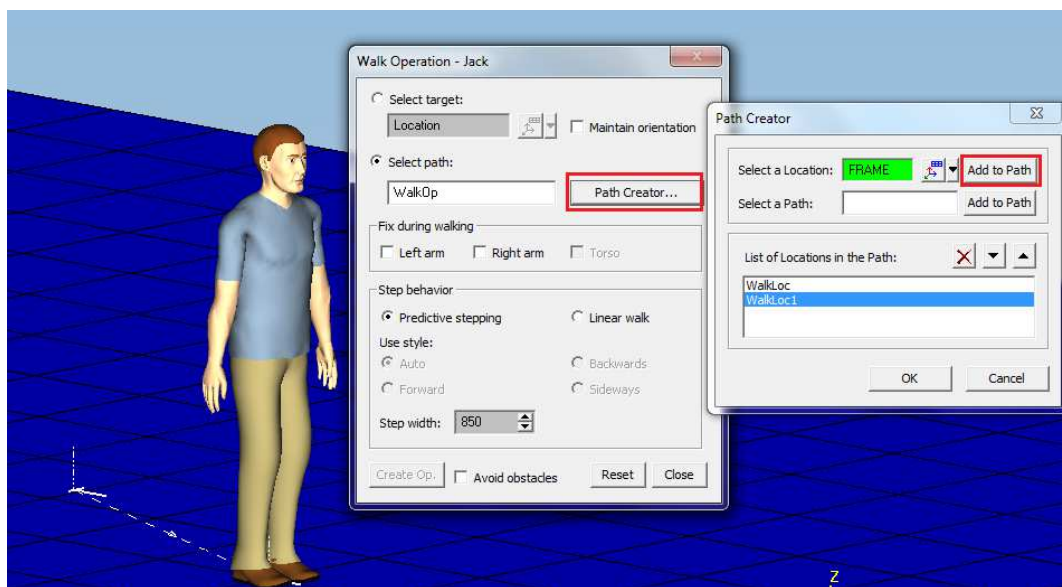 Walk Operation - Jack
Select target:
Location
Maintain orientation
Select path:
WalkOp
Path Creator...
Fix during walking
Left arm
Right arm
Torso
Step behavior
Predictive stepping
Linear walk
Use style:
Auto
Backwards
Forward
Sideways
Step width:
850
Create Op.
Avoid obstacles
Reset
Close
Path Creator
Select a Location:
FRAME
Add to Path
Select a Path:
Add to Path
List of Locations in the Path:
WalkLoc
WalkLoc1
OK
Cancel
Z